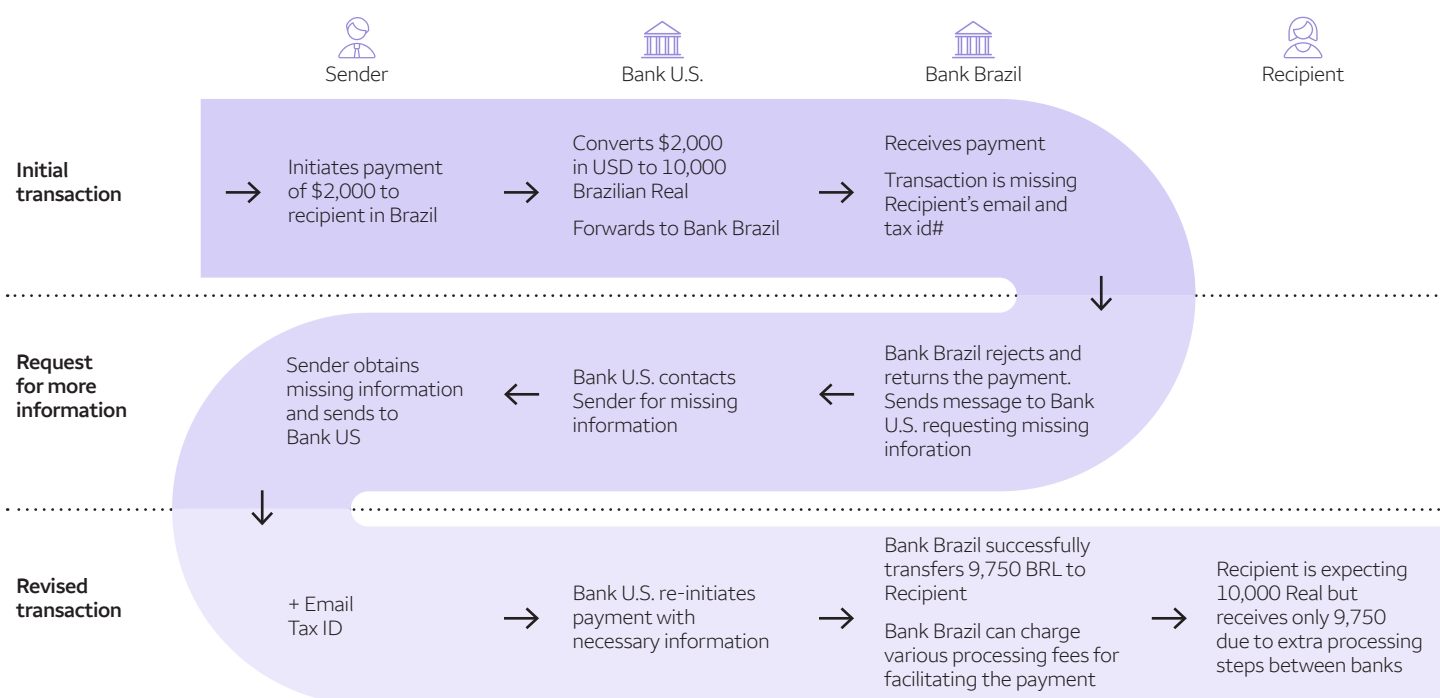 Sender
Bank U.S.
Bank Brazil
Recipient
Initial
transaction
Initiates payment
of $2,000 to
recipient in Brazil
Converts $2,000
in USD to 10,000
Brazilian Real
Forwards to Bank Brazil
Receives payment
Transaction is missing
Recipient's email and
tax id#
Request
for more
information
Sender obtains
missing information
and sends to
Bank US
Bank U.S. contacts
Sender for missing
information
Bank Brazil rejects and
returns the payment.
Sends message to Bank
U.S. requesting missing
inforation
Revised
transaction
+ Email
Tax ID
Bank U.S. re-initiates
payment with
necessary information
Bank Brazil successfully
transfers 9,750 BRL to
Recipient
Bank Brazil can charge
various processing fees for
facilitating the payment
Recipient is expecting
10,000 Real but
receives only 9,750
due to extra processing
steps between banks